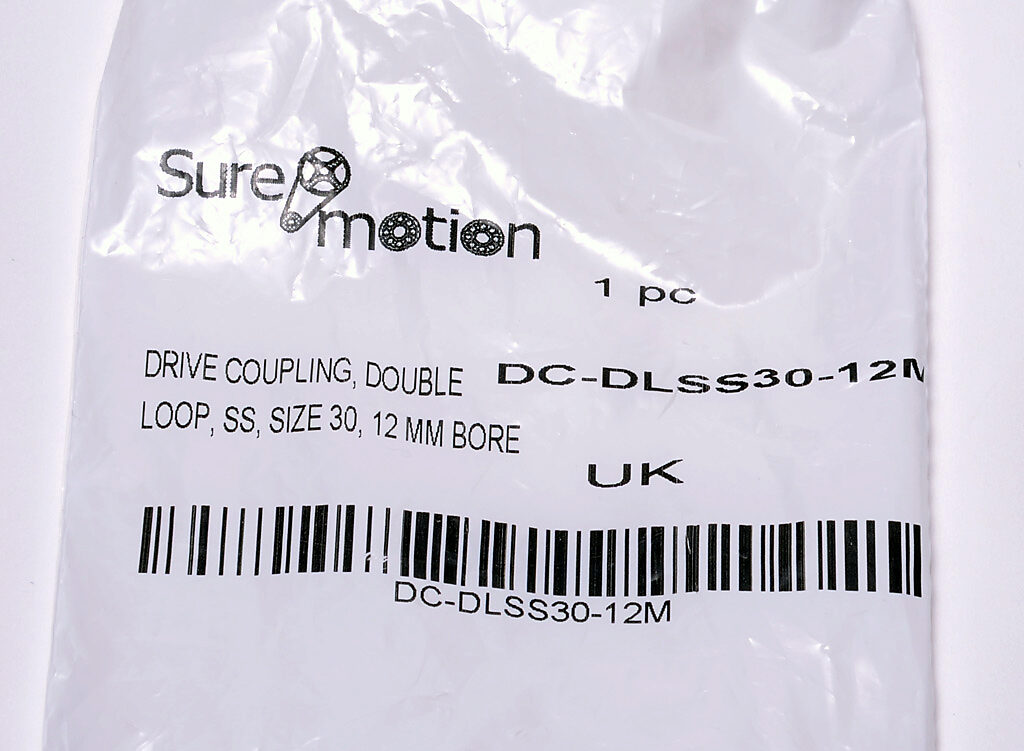 Sure
motion
1 pc
DRIVE COUPLING, DOUBLE
LOOP, SS, SIZE 30, 12 MM BORE
DC-DLSS30-12M
UK
DC-DLSS30-12M